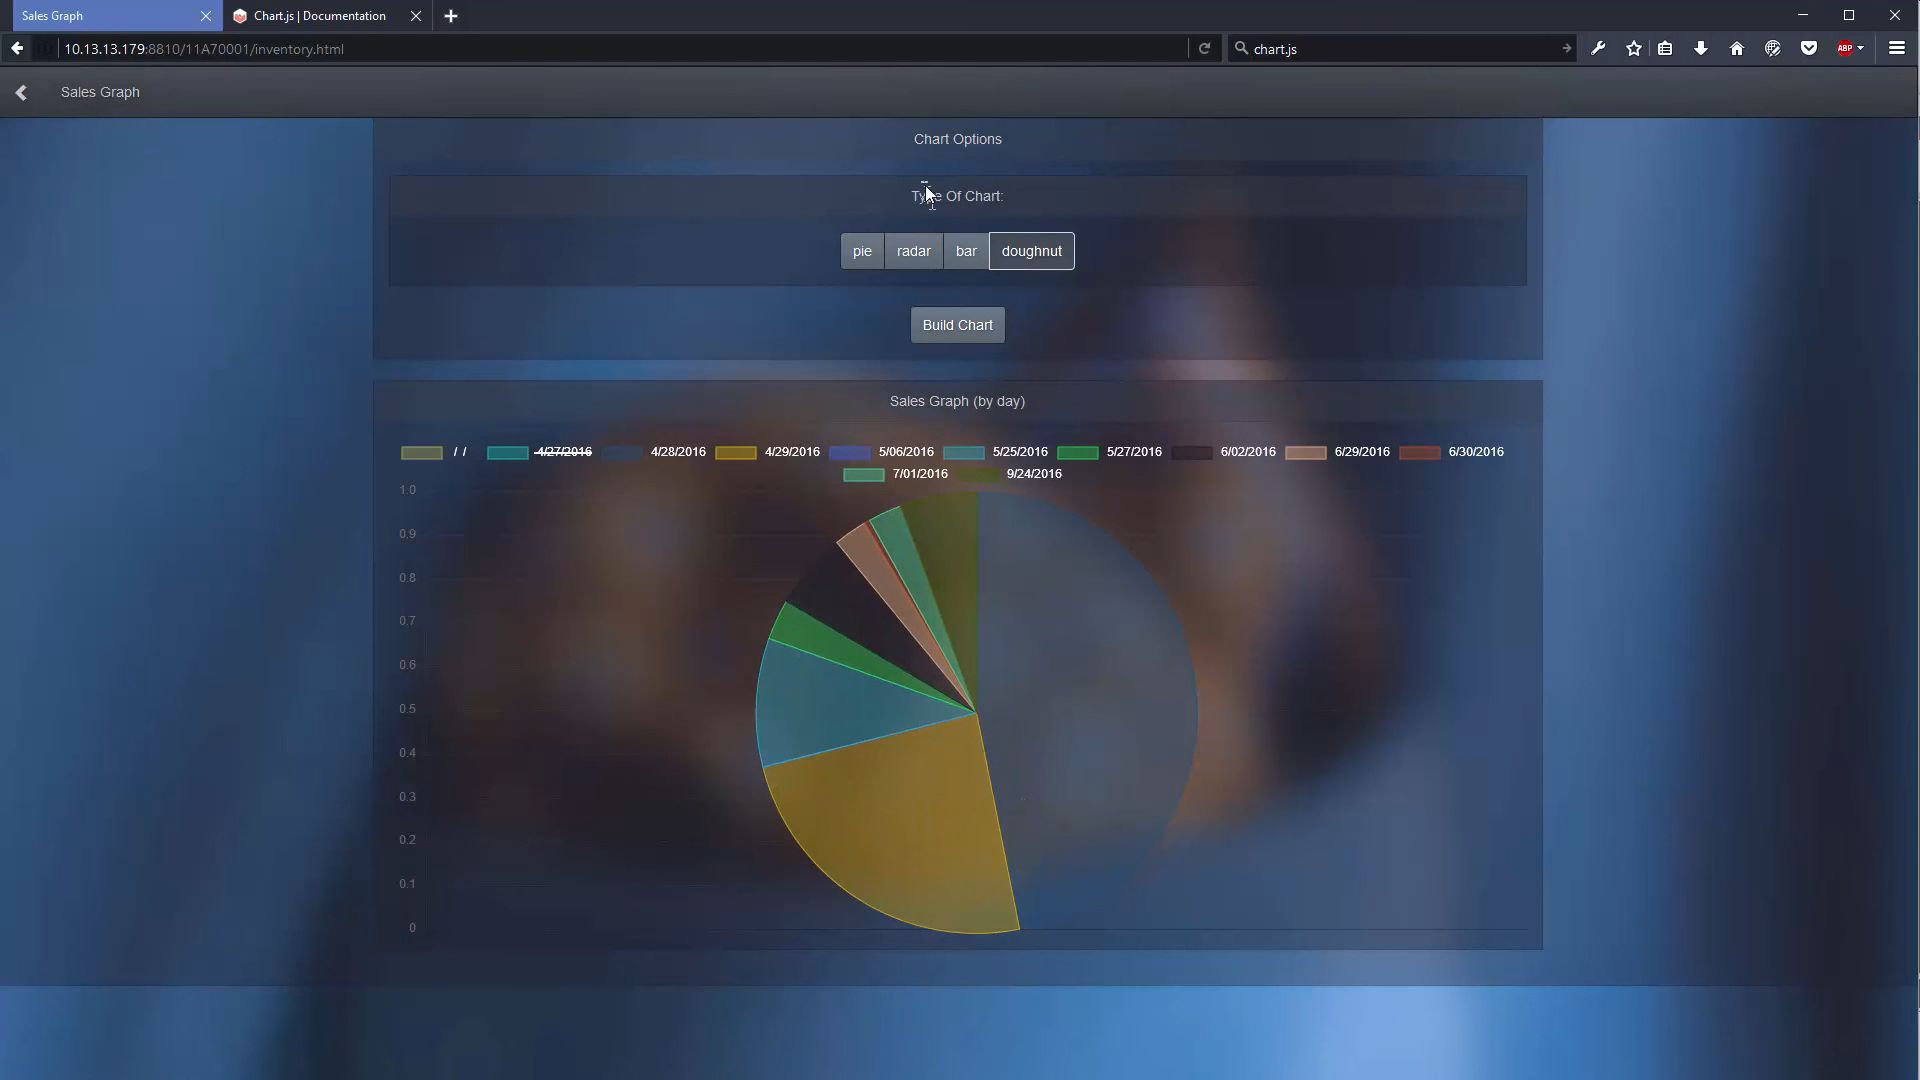 Sales Graph
Chart.js | Documentation
10.13.13.179:8810/11A70001/inventory.html
chart.js
ABP
Sales Graph
Chart Options
Type Of Chart:
pie radar bar doughnut
Build Chart
Sales Graph (by day)
/ / 4/27/2016 4/28/2016 4/29/2016 5/06/2016 5/25/2016 5/27/2016 6/02/2016 6/29/2016 6/30/2016
7/01/2016 9/24/2016
1.0
0.9
0.8
0.7
0.6
0.5
0.4
0.3
0.2
0.1
0